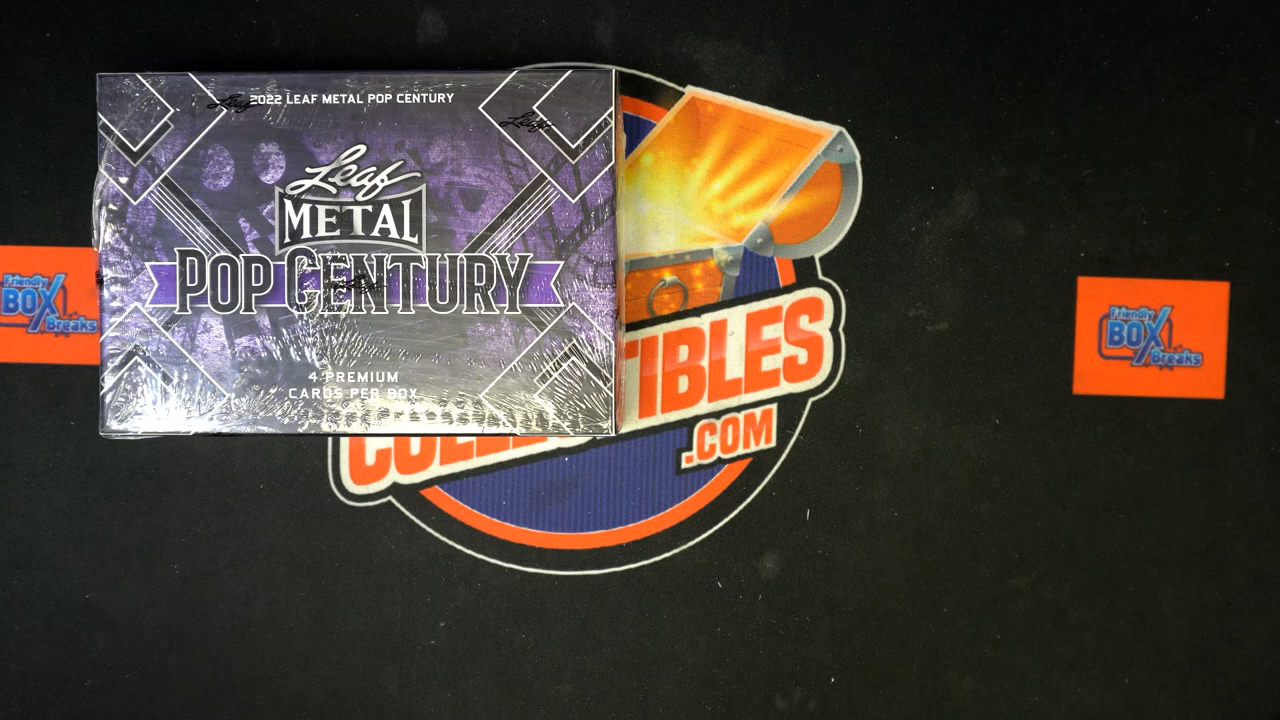 2022 LEAF METAL POP CENTURY
Leaf
Leaf
Leaf
METAL
POP CENTURY
Leaf
4 PREMIUM
CARDS PER BOX
TIBLES
.COM
Friendly
BOX
Breaks
Friendly
BOX
Breaks